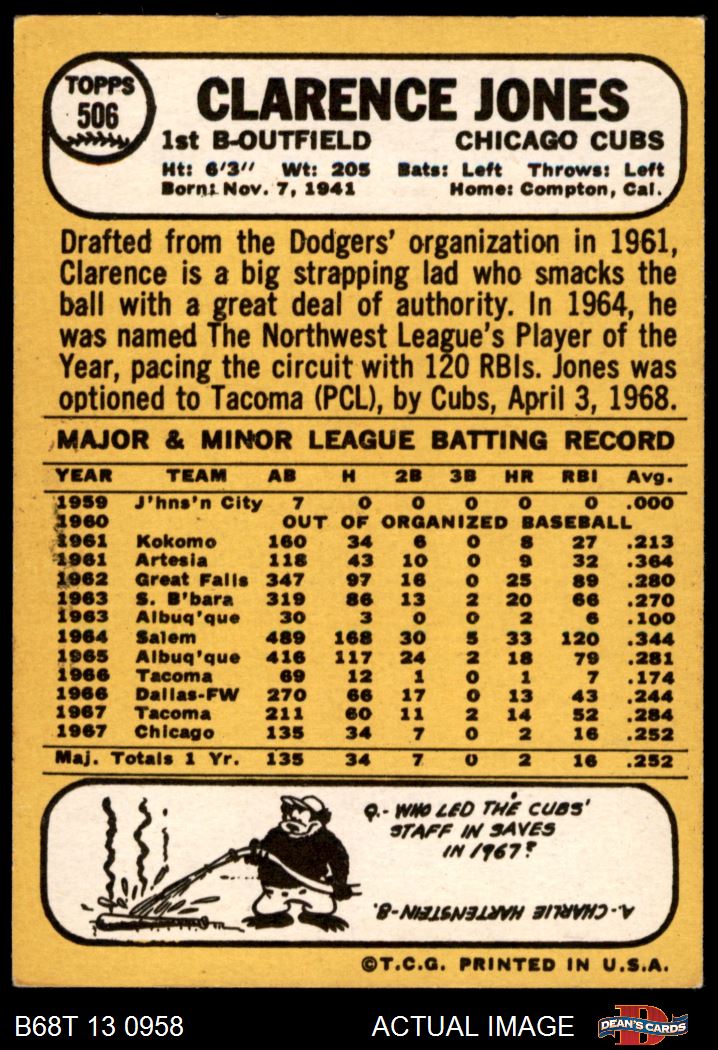 TOPPS
506
CLARENCE JONES
1st B-OUTFIELD CHICAGO CUBS
Ht: 6'3" Wt: 205 Bats: Left Throws: Left
Born: Nov. 7, 1941 Home: Compton, Cal.
Drafted from the Dodgers' organization in 1961,
Clarence is a big strapping lad who smacks the
ball with a great deal of authority. In 1964, he
was named The Northwest League's Player of the
Year, pacing the circuit with 120 RBIs. Jones was
optioned to Tacoma (PCL), by Cubs, April 3, 1968.
MAJOR & MINOR LEAGUE BATTING RECORD
YEAR TEAM AB H 2B 3B HR RBI Avg.
1959 J'hns'n City 7 0 0 0 0 0 .000
1960 OUT OF ORGANIZED BASEBALL
1961 Kokomo 160 34 6 0 8 27 .213
1961 Artesia 118 43 10 0 9 32 .364
1962 Great Falls 347 97 16 0 25 89 .280
1963 S. B'bara 319 86 13 2 20 66 .270
1963 Albuq'que 30 3 0 0 2 6 .100
1964 Salem 489 168 30 5 33 120 .344
1965 Albuq'que 416 117 24 2 18 79 .281
1966 Tacoma 69 12 1 0 1 7 .174
1966 Dallas-FW 270 66 17 0 13 43 .244
1967 Tacoma 211 60 11 2 14 52 .284
1967 Chicago 135 34 7 0 2 16 .252
Maj. Totals 1 Yr. 135 34 7 0 2 16 .252
Q.- WHO LED THE CUBS'
STAFF IN SAVES
IN 1967?
A.- CHARLIE HARTENSTEIN-8.
©T.C.G. PRINTED IN U.S.A.
B68T 13 0958 ACTUAL IMAGE DEAN'S CARDS